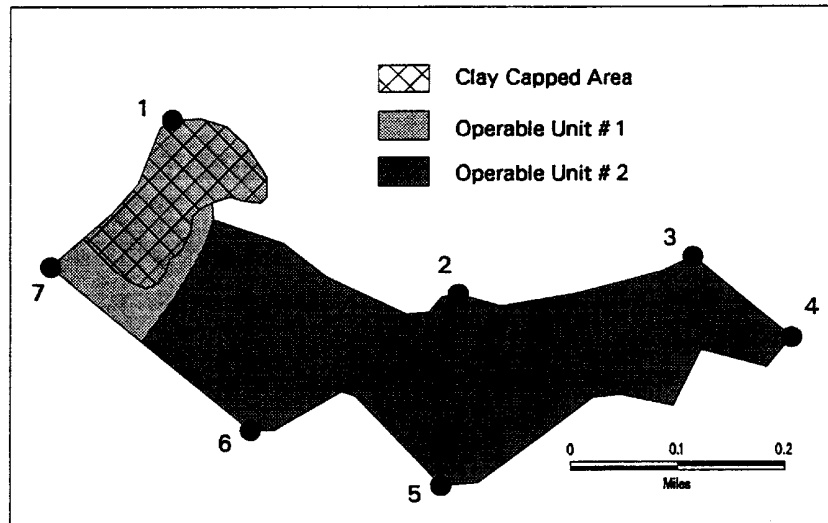 Clay Capped Area
1
Operable Unit # 1
Operable Unit # 2
3
2
7
4
6
0 0.1 0.2
Miles
5